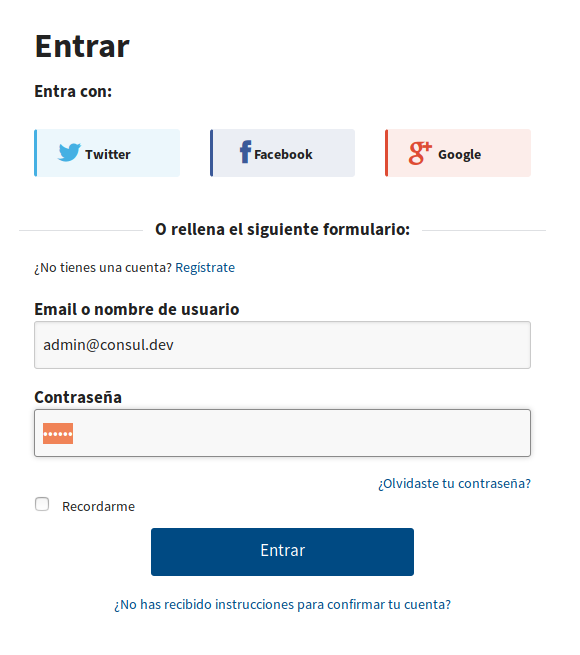 Entrar
Entra con:
Twitter Facebook Google
O rellena el siguiente formulario:
¿No tienes una cuenta? Regístrate
Email o nombre de usuario
admin@consul.dev
Contraseña
••••••
¿Olvidaste tu contraseña?
Recordarme
Entrar
¿No has recibido instrucciones para confirmar tu cuenta?